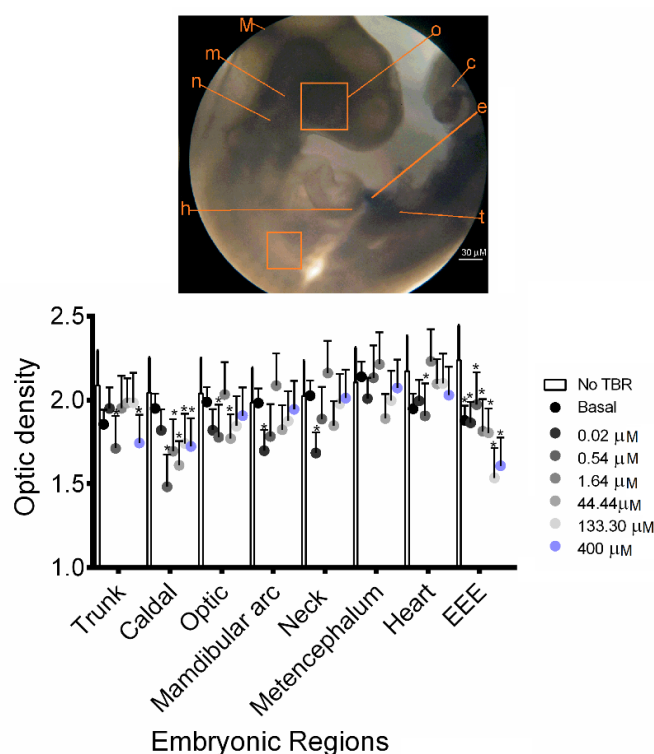 M
o
m
c
n
e
h
t
30 μM
2.5
2.0
1.5
1.0
Optic density
* * * * * * * * * * * * * * * * * * * *
No TBR
Basal
0.02 μM
0.54 μM
1.64 μM
44.44μM
133.30 μM
400 μM
Trunk
Caldal
Optic
Mamdibular arc
Neck
Metencephalum
Heart
EEE
Embryonic Regions